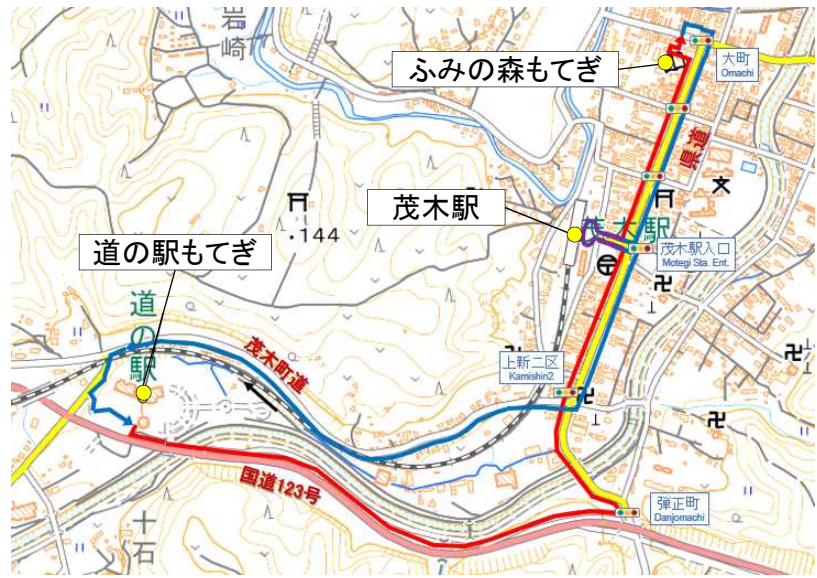 岩崎
ふみの森もてぎ
大町
Omachi
県道
茂木駅
茂木駅
・144
茂木駅入口
Motegi Sta. Ent.
道の駅もてぎ
道の駅
茂木町道
上新二区
Kamishin2
国道123号
弾正町
Danjomachi
十石